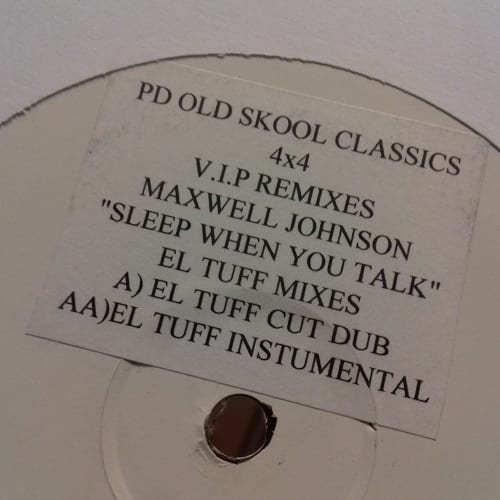 PD OLD SKOOL CLASSICS
4x4
V.I.P REMIXES
MAXWELL JOHNSON
"SLEEP WHEN YOU TALK"
EL TUFF MIXES
A) EL TUFF CUT DUB
AA)EL TUFF INSTUMENTAL